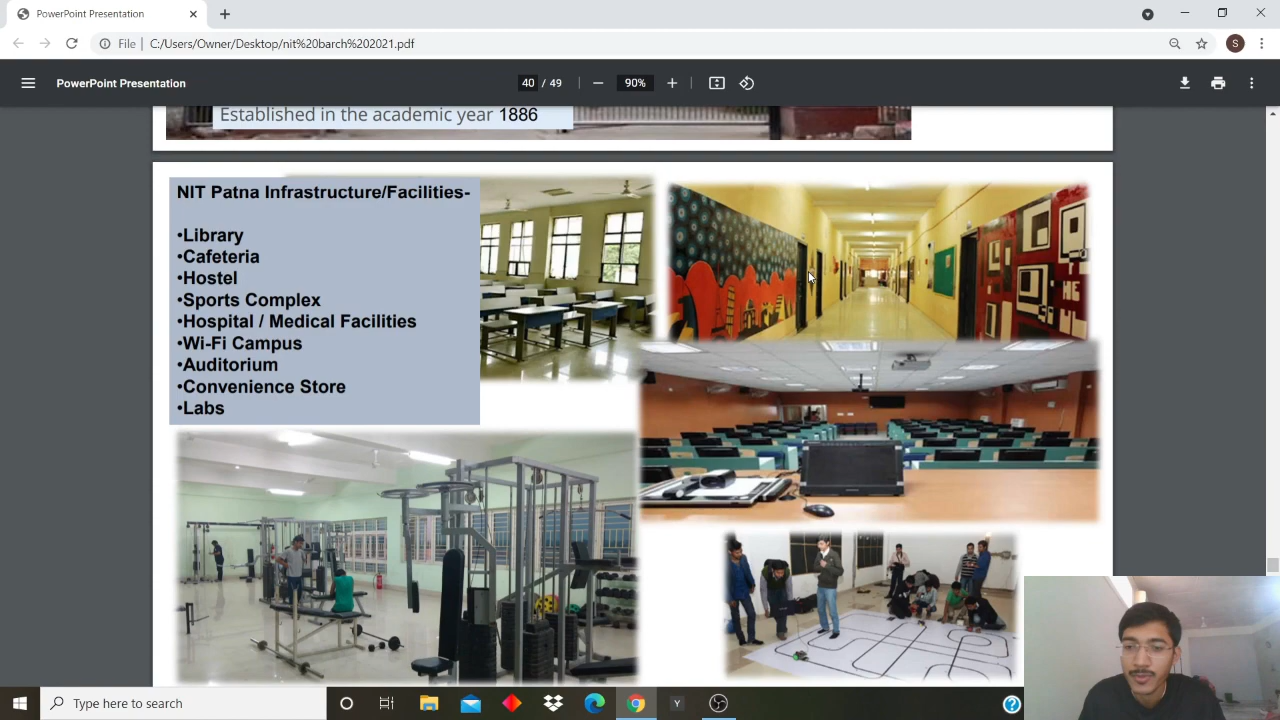 PowerPoint Presentation
File
C:/Users/Owner/Desktop/nit%20barch%202021.pdf
S
PowerPoint Presentation
40 / 49
90%
Established in the academic year 1886
NIT Patna Infrastructure/Facilities-
•Library
•Cafeteria
•Hostel
•Sports Complex
•Hospital / Medical Facilities
•Wi-Fi Campus
•Auditorium
•Convenience Store
•Labs
Type here to search
Y
?